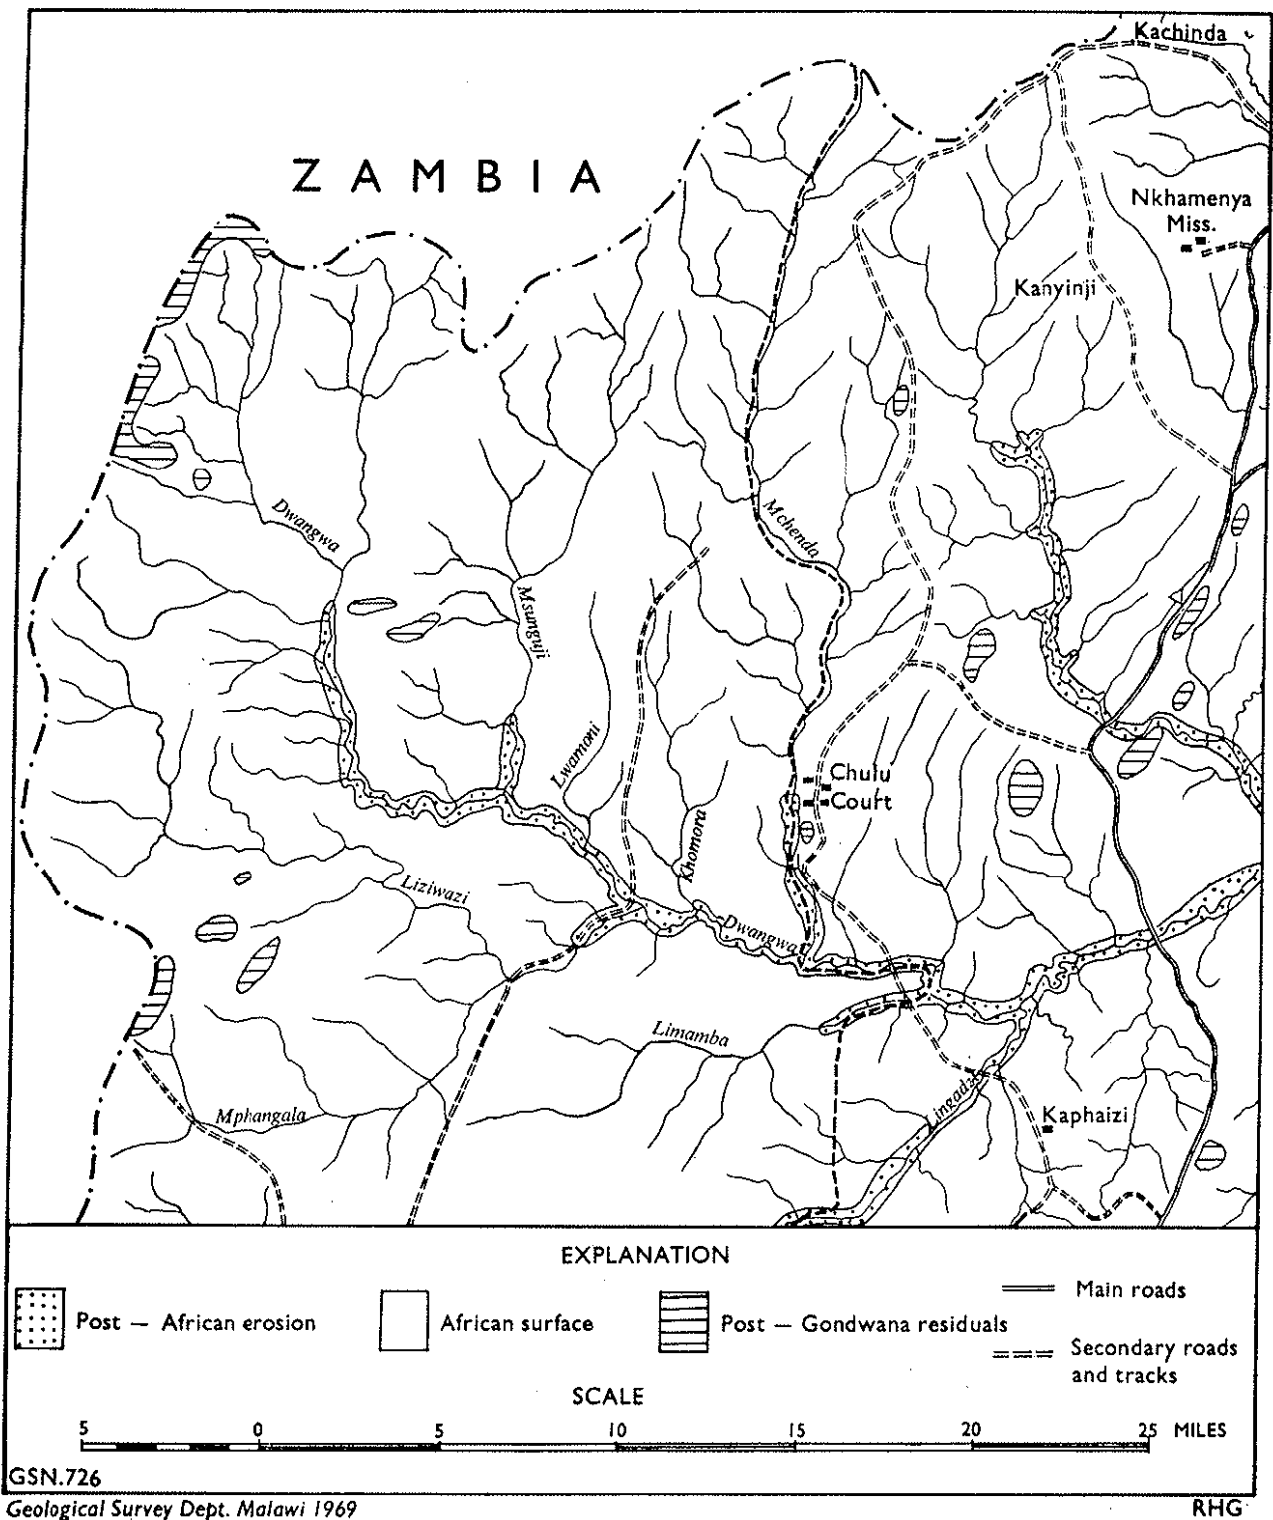 Kachinda
ZAMBIA
Nkhamenya
Miss.
Kanyinji
Dwangwa
Mchenda
Msunguji
Lwamoni
Chulu
Court
Khomora
Liziwazi
Dwangwa
Limamba
Lingadzi
Mphangala
Kaphaizi
EXPLANATION
Post – African erosion
African surface
Post – Gondwana residuals
Main roads
Secondary roads
and tracks
SCALE
5 0 5 10 15 20 25 MILES
GSN.726
Geological Survey Dept. Malawi 1969
RHG